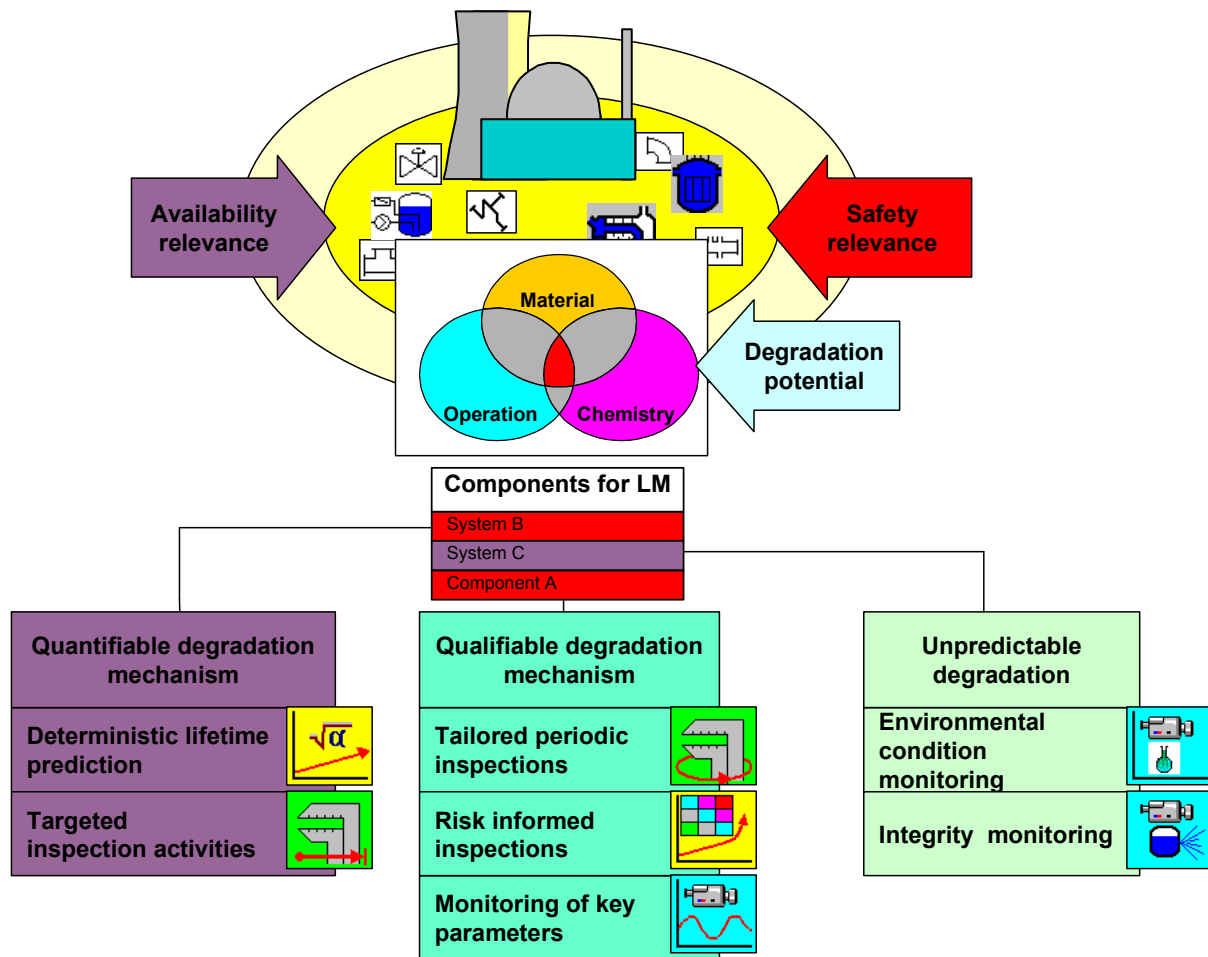 Availability
relevance
Safety
relevance
Material
Operation
Chemistry
Degradation
potential
Components for LM
System B
System C
Component A
Quantifiable degradation
mechanism
Deterministic lifetime
prediction
√α
Targeted
inspection activities
Qualifiable degradation
mechanism
Tailored periodic
inspections
Risk informed
inspections
Monitoring of key
parameters
Unpredictable
degradation
Environmental
condition
monitoring
Integrity monitoring